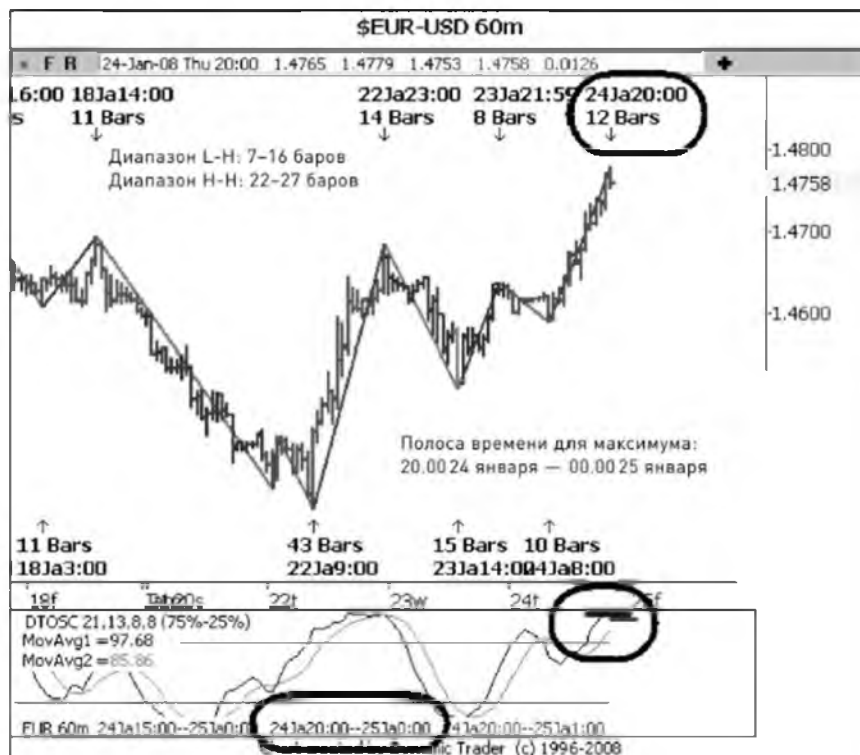 $EUR-USD 60m
F R 24-Jan-08 Thu 20:00 1.4765 1.4779 1.4753 1.4758 0.0126
16:00 18Ja14:00 22Ja23:00 23Ja21:59 24Ja20:00
s 11 Bars 14 Bars 8 Bars 12 Bars
Диапазон L-H: 7–16 баров
Диапазон H-H: 22–27 баров
1.4800
1.4758
1.4700
1.4600
Полоса времени для максимума:
20.00 24 января — 00.00 25 января
11 Bars 43 Bars 15 Bars 10 Bars
18Ja3:00 22Ja9:00 23Ja14:00 24Ja8:00
18f 22t 23w 24t 25f
DTOSC 21,13,8,8 (75%-25%)
MovAvg1 =97.68
MovAvg2 =85.86
EUR 60m 24Ja15:00--25Ja0:00 24Ja20:00--25Ja0:00 24Ja20:00--25Ja1:00
Trader (c) 1996-2008